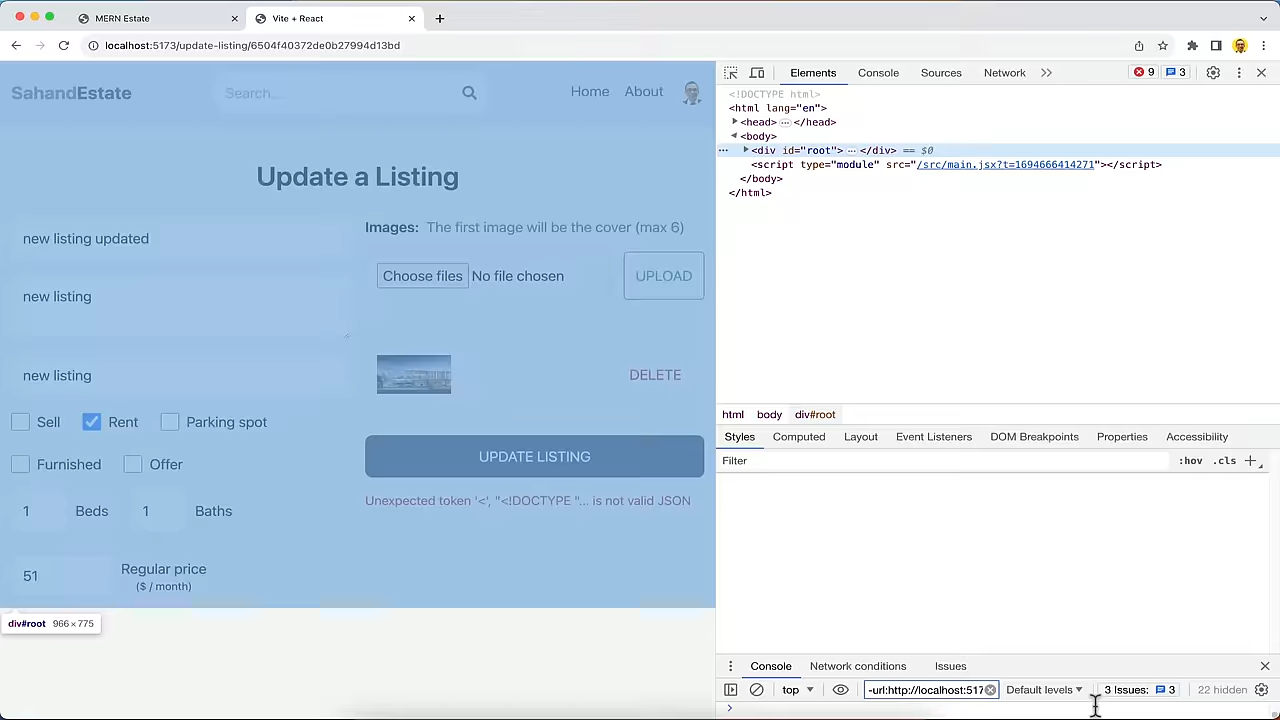 MERN Estate
Vite + React
localhost:5173/update-listing/6504f40372de0b27994d13bd
SahandEstate
Search...
Home
About
Update a Listing
new listing updated
new listing
new listing
Sell
Rent
Parking spot
Furnished
Offer
1
Beds
1
Baths
51
Regular price
($ / month)
Images: The first image will be the cover (max 6)
Choose files No file chosen
UPLOAD
DELETE
UPDATE LISTING
Unexpected token '<', "<!DOCTYPE "... is not valid JSON
div#root 966×775
Elements
Console
Sources
Network
9
3
<!DOCTYPE html>
<html lang="en">
<head> … </head>
<body>
<div id="root"> … </div> == $0
<script type="module" src="/src/main.jsx?t=1694666414271"></script>
</body>
</html>
html
body
div#root
Styles
Computed
Layout
Event Listeners
DOM Breakpoints
Properties
Accessibility
Filter
:hov
.cls
Console
Network conditions
Issues
top
-url:http://localhost:517
Default levels
3 Issues:
3
22 hidden